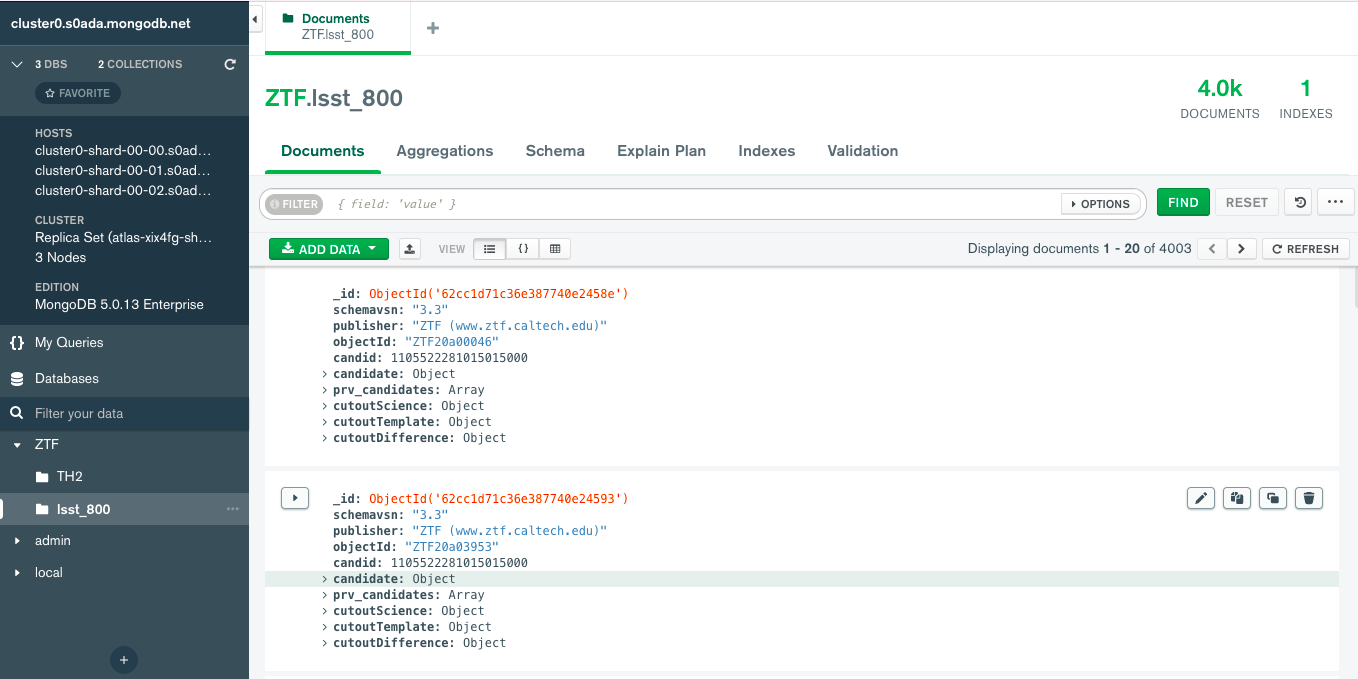 cluster0.s0ada.mongodb.net
3 DBS 2 COLLECTIONS
FAVORITE
HOSTS
cluster0-shard-00-00.s0ad...
cluster0-shard-00-01.s0ad...
cluster0-shard-00-02.s0ad...
CLUSTER
Replica Set (atlas-xix4fg-sh...
3 Nodes
EDITION
MongoDB 5.0.13 Enterprise
{} My Queries
Databases
Filter your data
ZTF
TH2
lsst_800 ...
admin
local
+
Documents
ZTF.lsst_800
+
ZTF.lsst_800
4.0k
DOCUMENTS
1
INDEXES
Documents Aggregations Schema Explain Plan Indexes Validation
FILTER { field: 'value' } OPTIONS FIND RESET ...
ADD DATA VIEW {} Displaying documents 1 - 20 of 4003 < > REFRESH
_id: ObjectId('62cc1d71c36e387740e2458e')
schemavsn: "3.3"
publisher: "ZTF (www.ztf.caltech.edu)"
objectId: "ZTF20a00046"
candid: 1105522281015015000
> candidate: Object
> prv_candidates: Array
> cutoutScience: Object
> cutoutTemplate: Object
> cutoutDifference: Object
_id: ObjectId('62cc1d71c36e387740e24593')
schemavsn: "3.3"
publisher: "ZTF (www.ztf.caltech.edu)"
objectId: "ZTF20a03953"
candid: 1105522281015015000
> candidate: Object
> prv_candidates: Array
> cutoutScience: Object
> cutoutTemplate: Object
> cutoutDifference: Object